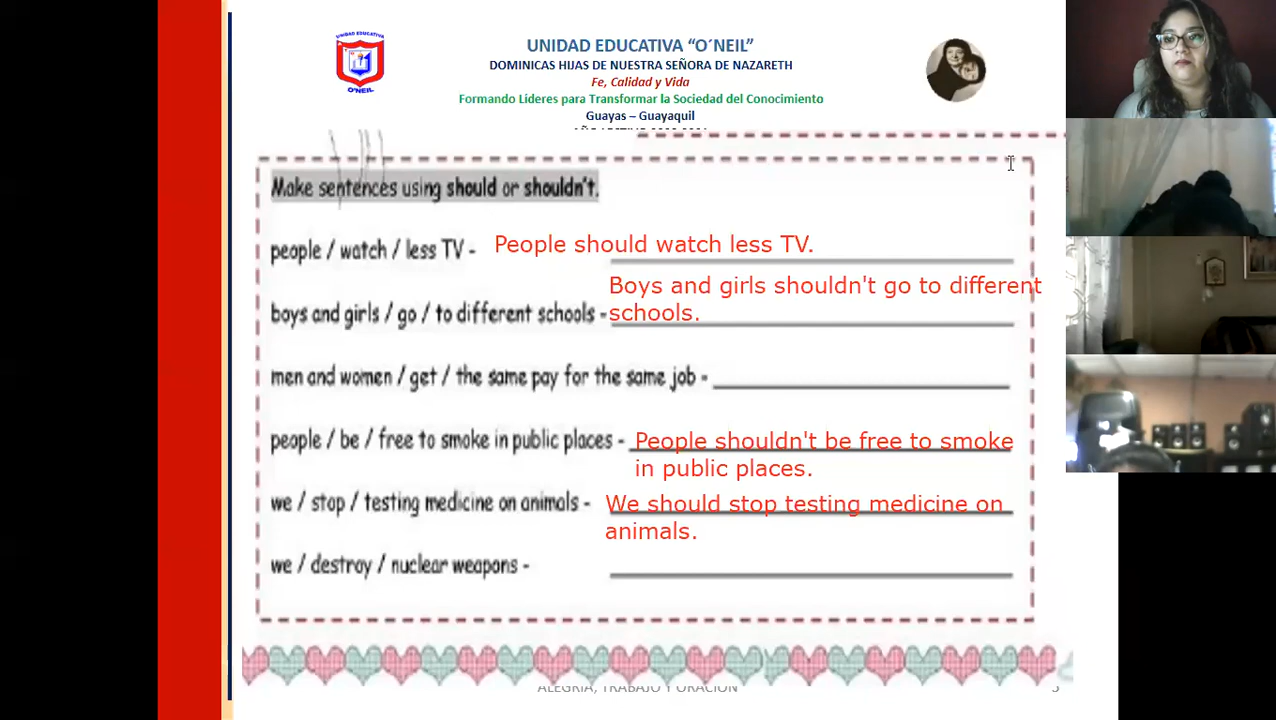 UNIDAD EDUCATIVA
O´NEIL
UNIDAD EDUCATIVA “O´NEIL”
DOMINICAS HIJAS DE NUESTRA SEÑORA DE NAZARETH
Fe, Calidad y Vida
Formando Líderes para Transformar la Sociedad del Conocimiento
Guayas – Guayaquil
Make sentences using should or shouldn't.
people / watch / less TV - People should watch less TV.
boys and girls / go / to different schools - Boys and girls shouldn't go to different
schools.
men and women / get / the same pay for the same job -
people / be / free to smoke in public places - People shouldn't be free to smoke
in public places.
we / stop / testing medicine on animals - We should stop testing medicine on
animals.
we / destroy / nuclear weapons -
ALEGRÍA, TRABAJO Y ORACIÓN